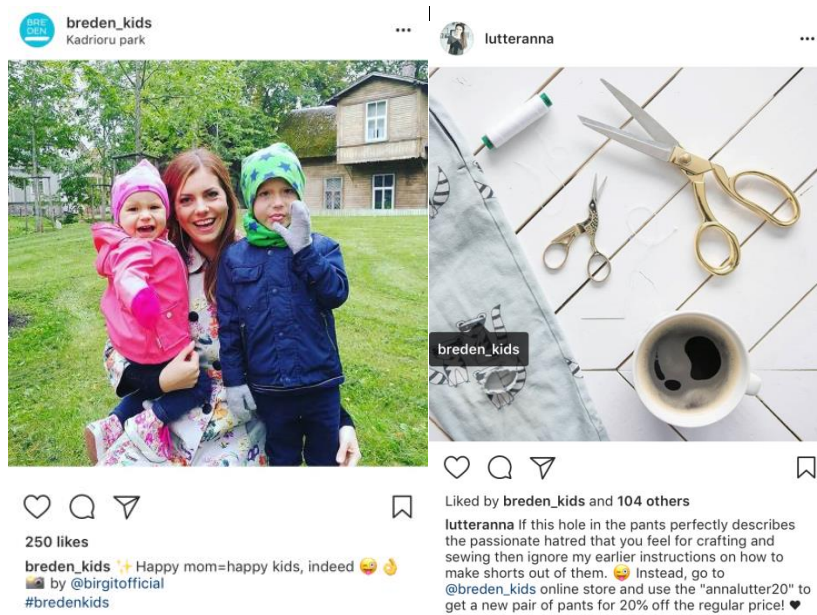 BRE
DEN
breden_kids
Kadrioru park
250 likes
breden_kids ✨ Happy mom=happy kids, indeed 😜 👌
📸 by @birgitofficial
#bredenkids
lutteranna
breden_kids
Liked by breden_kids and 104 others
lutteranna If this hole in the pants perfectly describes
the passionate hatred that you feel for crafting and
sewing then ignore my earlier instructions on how to
make shorts out of them. 😜 Instead, go to
@breden_kids online store and use the "annalutter20" to
get a new pair of pants for 20% off the regular price! ♥